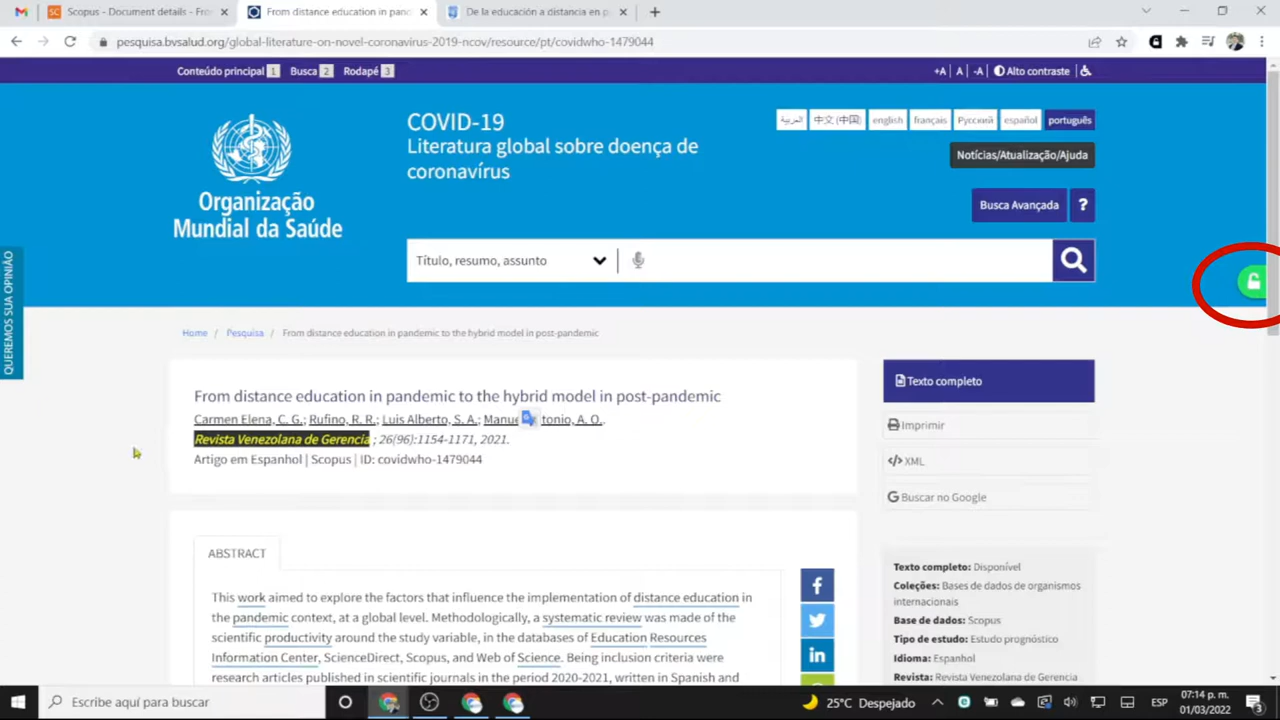 Scopus - Document details - Fro
From distance education in pand
De la educación a distancia en p
pesquisa.bvsalud.org/global-literature-on-novel-coronavirus-2019-ncov/resource/pt/covidwho-1479044
Conteúdo principal 1 Busca 2 Rodapé 3
+A | A | -A | Alto contraste |
Organização
Mundial da Saúde
COVID-19
Literatura global sobre doença de
coronavírus
العربية 中文 (中国) english français Русский español português
Notícias/Atualização/Ajuda
Busca Avançada ?
Título, resumo, assunto
QUEREMOS SUA OPINIÃO
Home / Pesquisa / From distance education in pandemic to the hybrid model in post-pandemic
From distance education in pandemic to the hybrid model in post-pandemic
Carmen Elena, C. G.; Rufino, R. R.; Luis Alberto, S. A.; Manue tonio, A. O..
Revista Venezolana de Gerencia ; 26(96):1154-1171, 2021.
Artigo em Espanhol | Scopus | ID: covidwho-1479044
Texto completo
Imprimir
XML
Buscar no Google
ABSTRACT
This work aimed to explore the factors that influence the implementation of distance education in
the pandemic context, at a global level. Methodologically, a systematic review was made of the
scientific productivity around the study variable, in the databases of Education Resources
Information Center, ScienceDirect, Scopus, and Web of Science. Being inclusion criteria were
research articles published in scientific journals in the period 2020-2021, written in Spanish and
Texto completo: Disponível
Coleções: Bases de dados de organismos
internacionais
Base de dados: Scopus
Tipo de estudo: Estudo prognóstico
Idioma: Espanhol
Revista: Revista Venezolana de Gerencia
Escribe aquí para buscar
25°C Despejado
ESP
07:14 p. m.
01/03/2022
3